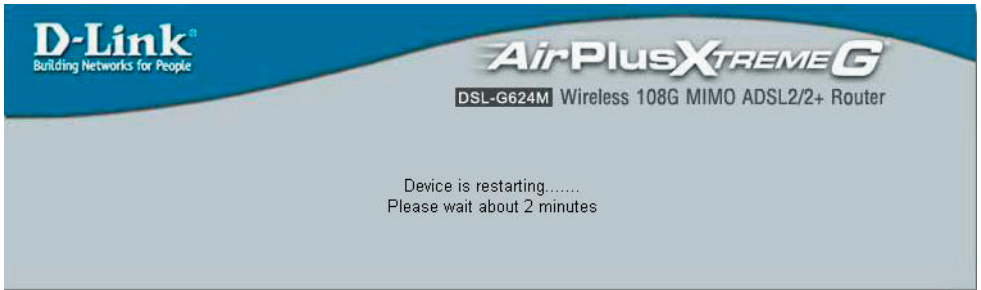 D-Link®
Building Networks for People
AirPlusXTREMEG
DSL-G624M Wireless 108G MIMO ADSL2/2+ Router
Device is restarting.......
Please wait about 2 minutes